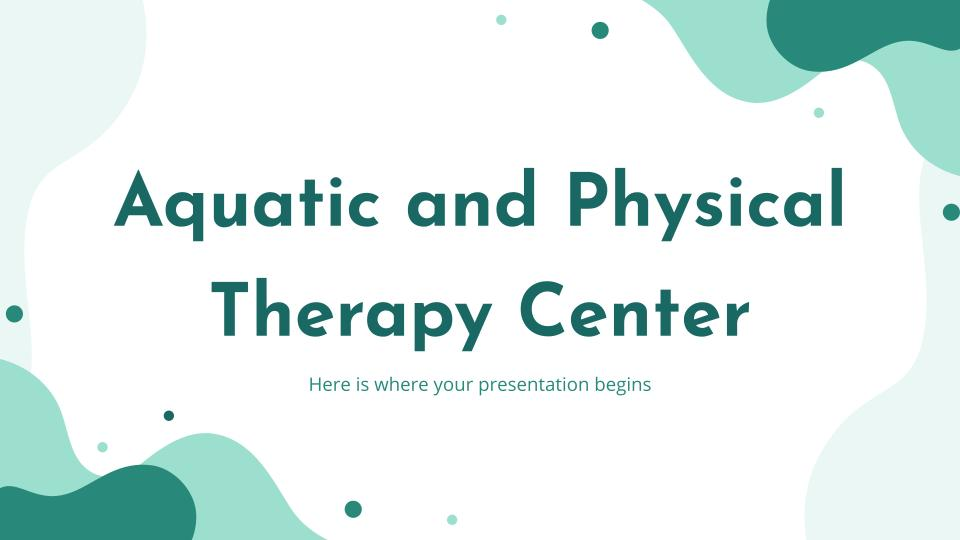 Aquatic and Physical
Therapy Center
Here is where your presentation begins